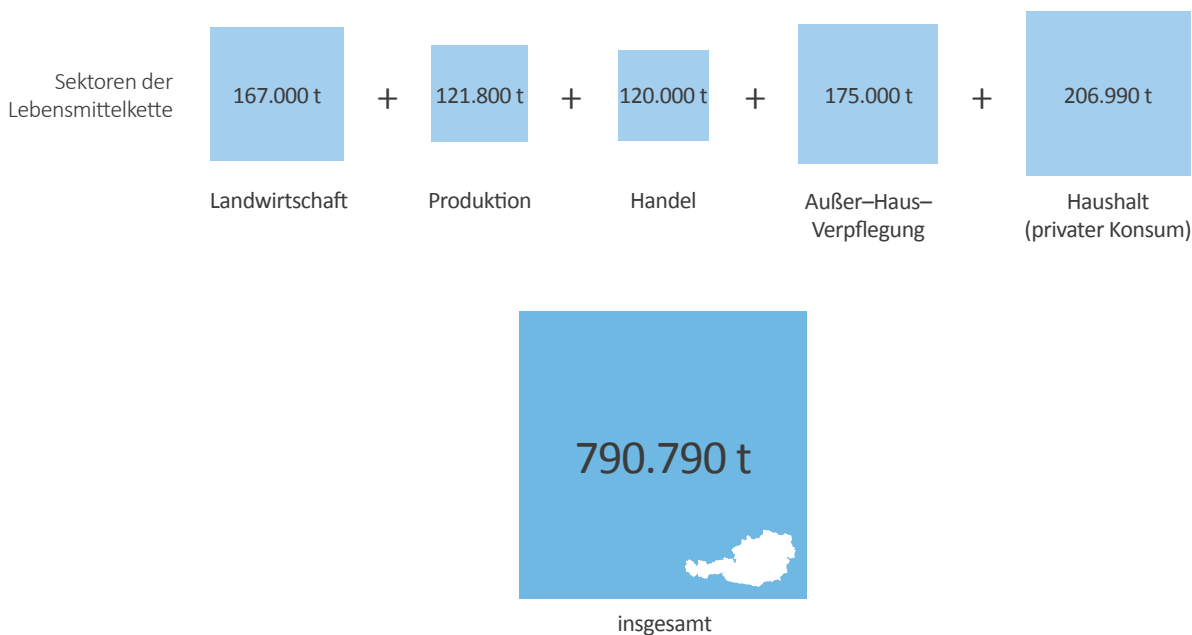 Sektoren der
Lebensmittelkette
167.000 t
+
121.800 t
+
120.000 t
+
175.000 t
+
206.990 t
Landwirtschaft
Produktion
Handel
Außer–Haus–
Verpflegung
Haushalt
(privater Konsum)
790.790 t
insgesamt